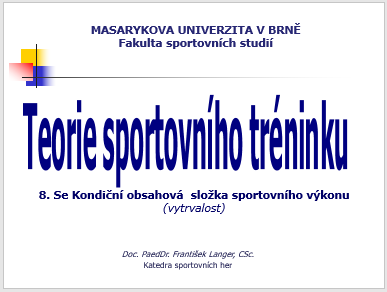 MASARYKOVA UNIVERZITA V BRNĚ
Fakulta sportovních studií
Teorie sportovního tréninku
8. Se Kondiční obsahová složka sportovního výkonu
(vytrvalost)
Doc. PaedDr. František Langer, CSc.
Katedra sportovních her